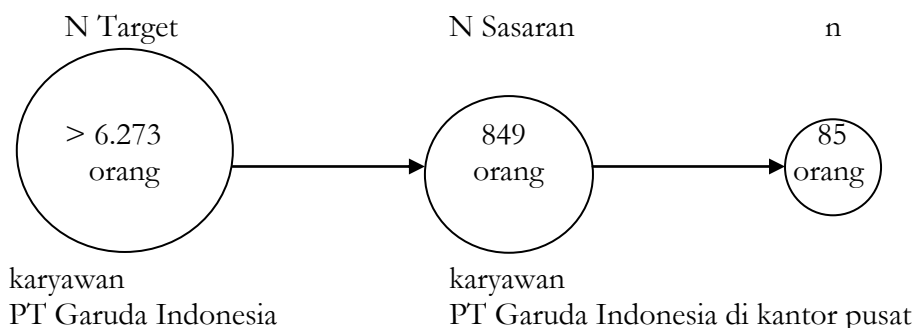 N Target
N Sasaran
n
> 6.273
orang
849
orang
85
orang
karyawan
PT Garuda Indonesia
karyawan
PT Garuda Indonesia di kantor pusat